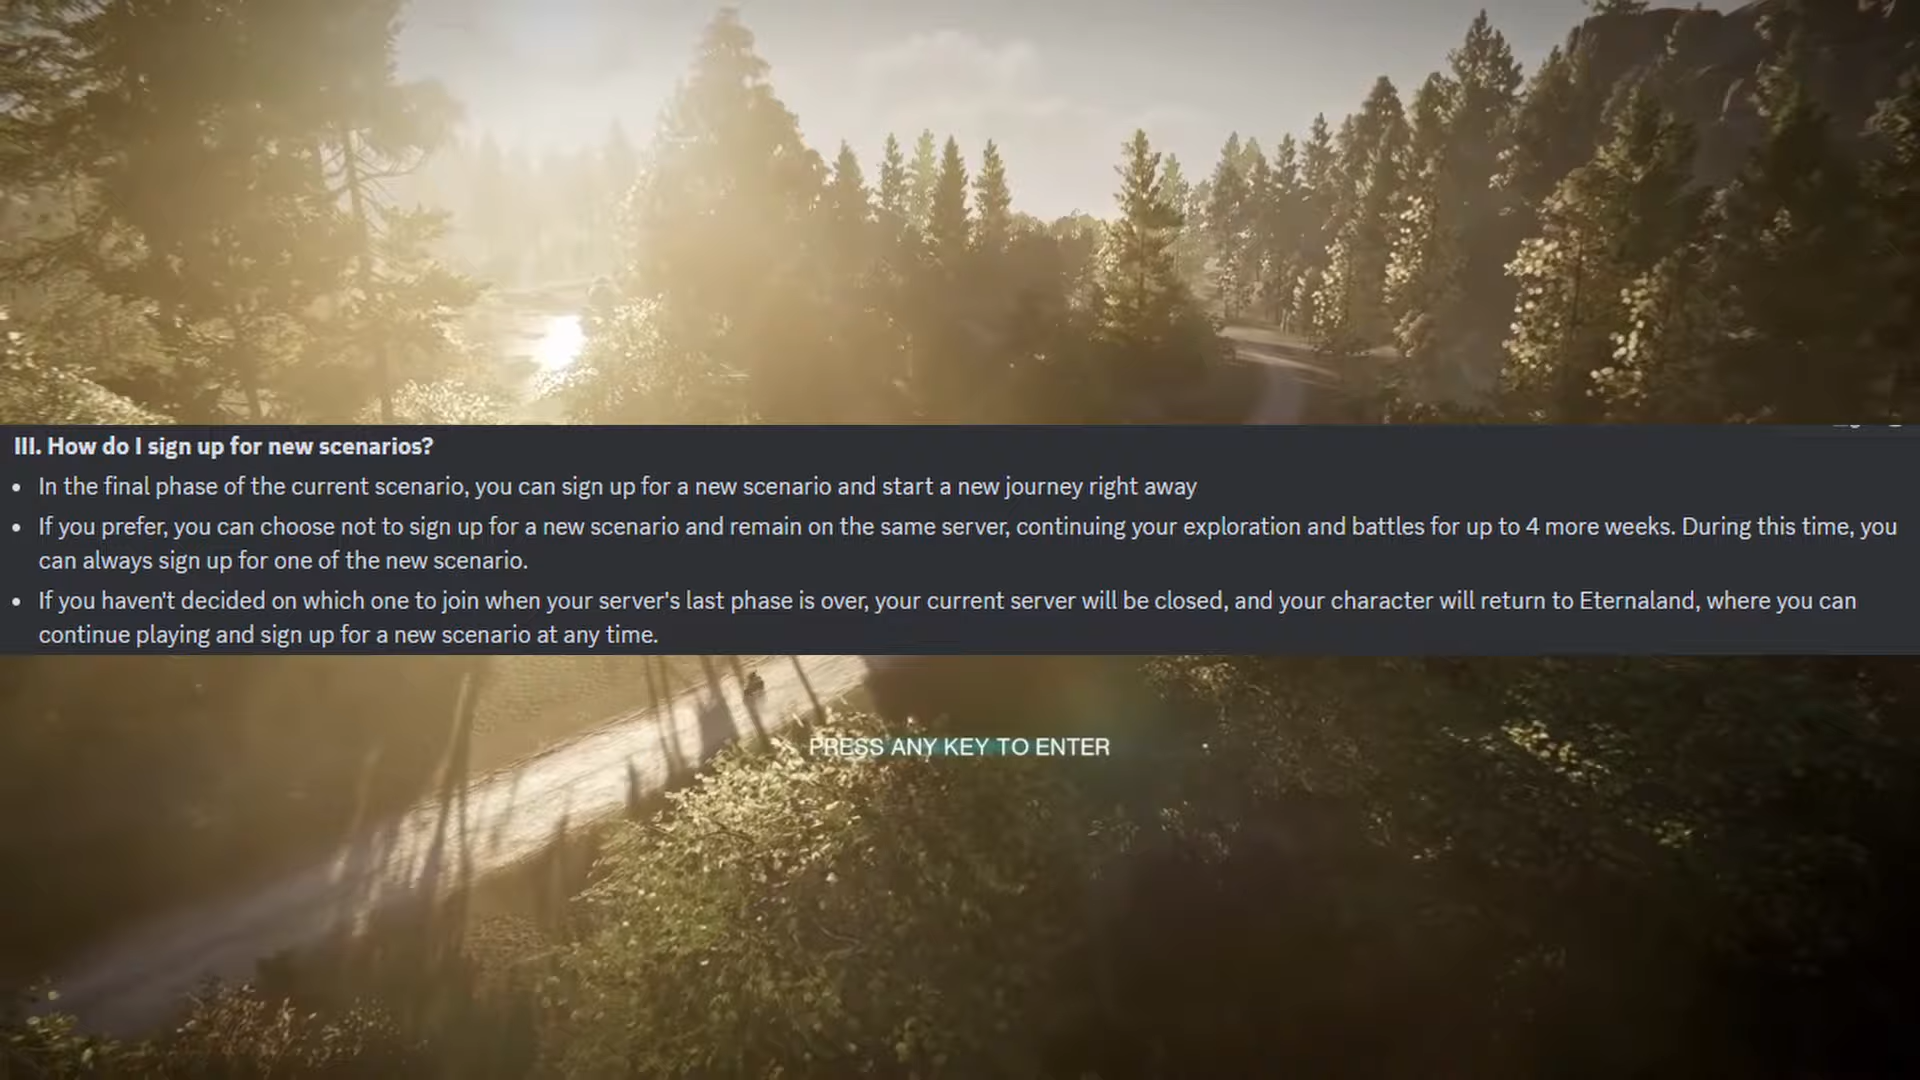 III. How do I sign up for new scenarios?
• In the final phase of the current scenario, you can sign up for a new scenario and start a new journey right away
• If you prefer, you can choose not to sign up for a new scenario and remain on the same server, continuing your exploration and battles for up to 4 more weeks. During this time, you
can always sign up for one of the new scenario.
• If you haven't decided on which one to join when your server's last phase is over, your current server will be closed, and your character will return to Eternaland, where you can
continue playing and sign up for a new scenario at any time.
PRESS ANY KEY TO ENTER